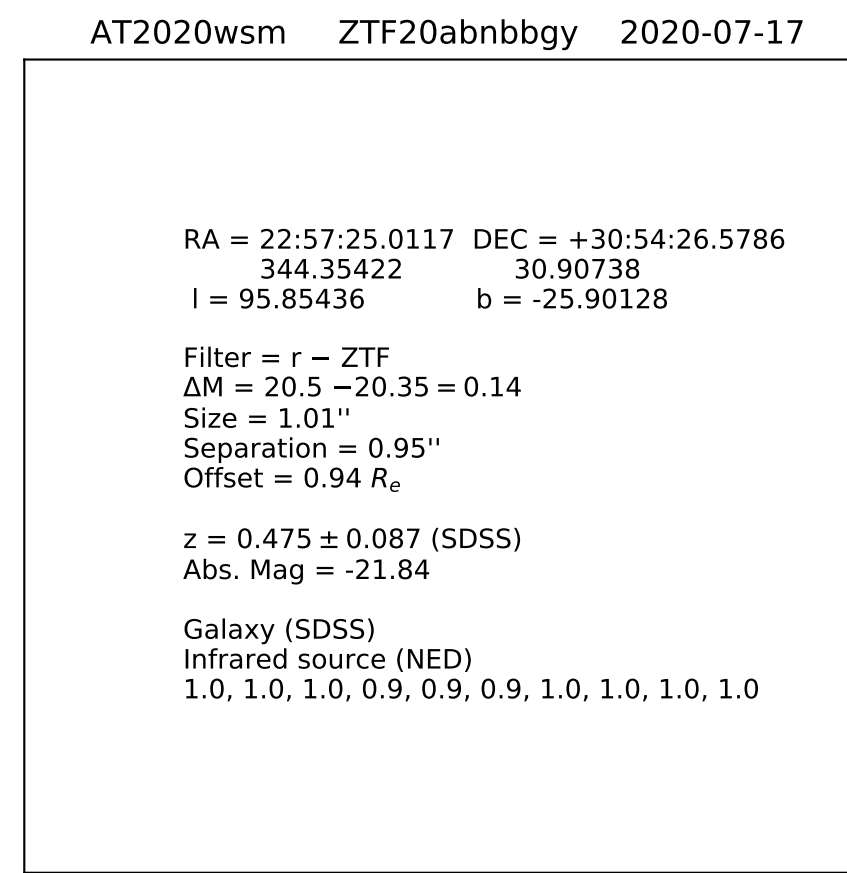 AT2020wsm ZTF20abnbbgy 2020-07-17
RA = 22:57:25.0117 DEC = +30:54:26.5786
344.35422 30.90738
l = 95.85436 b = -25.90128
Filter = r − ZTF
ΔM = 20.5 −20.35 = 0.14
Size = 1.01''
Separation = 0.95''
Offset = 0.94 Rₑ
z = 0.475 ± 0.087 (SDSS)
Abs. Mag = -21.84
Galaxy (SDSS)
Infrared source (NED)
1.0, 1.0, 1.0, 0.9, 0.9, 0.9, 1.0, 1.0, 1.0, 1.0